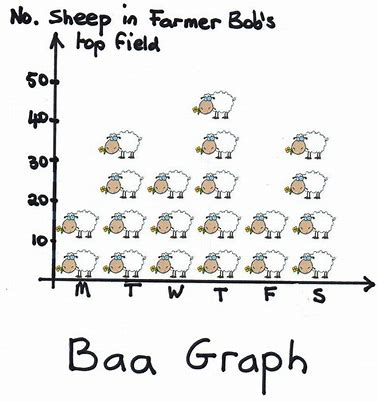 No. Sheep in Farmer Bob's
top field
50
40
30
20
10
M T W T F S
Baa Graph